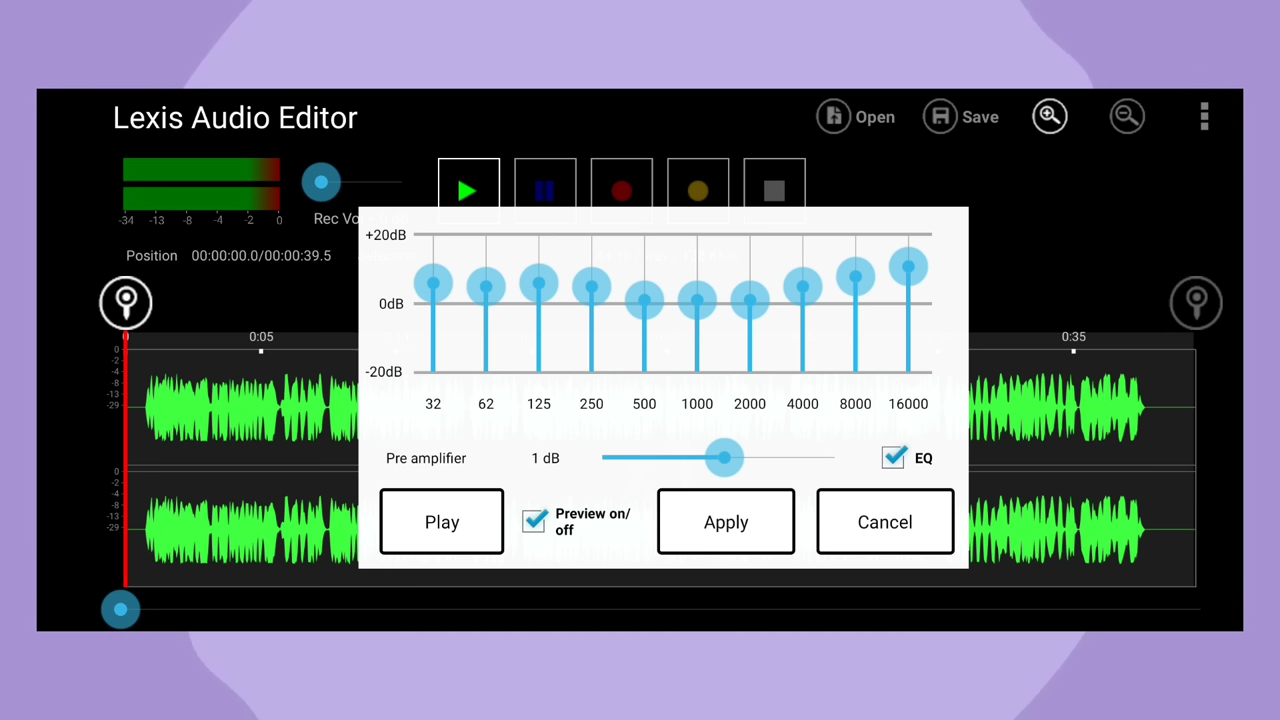 Lexis Audio Editor
Open
Save
-34 -13 -8 -4 -2 0
Rec Vo
Position 00:00:00.0/00:00:39.5
0 0:05 0:35
0
-2
-4
-8
-13
-29
0
-2
-4
-8
-13
-29
+20dB
0dB
-20dB
32 62 125 250 500 1000 2000 4000 8000 16000
Pre amplifier 1 dB EQ
Play
Preview on/
off
Apply
Cancel